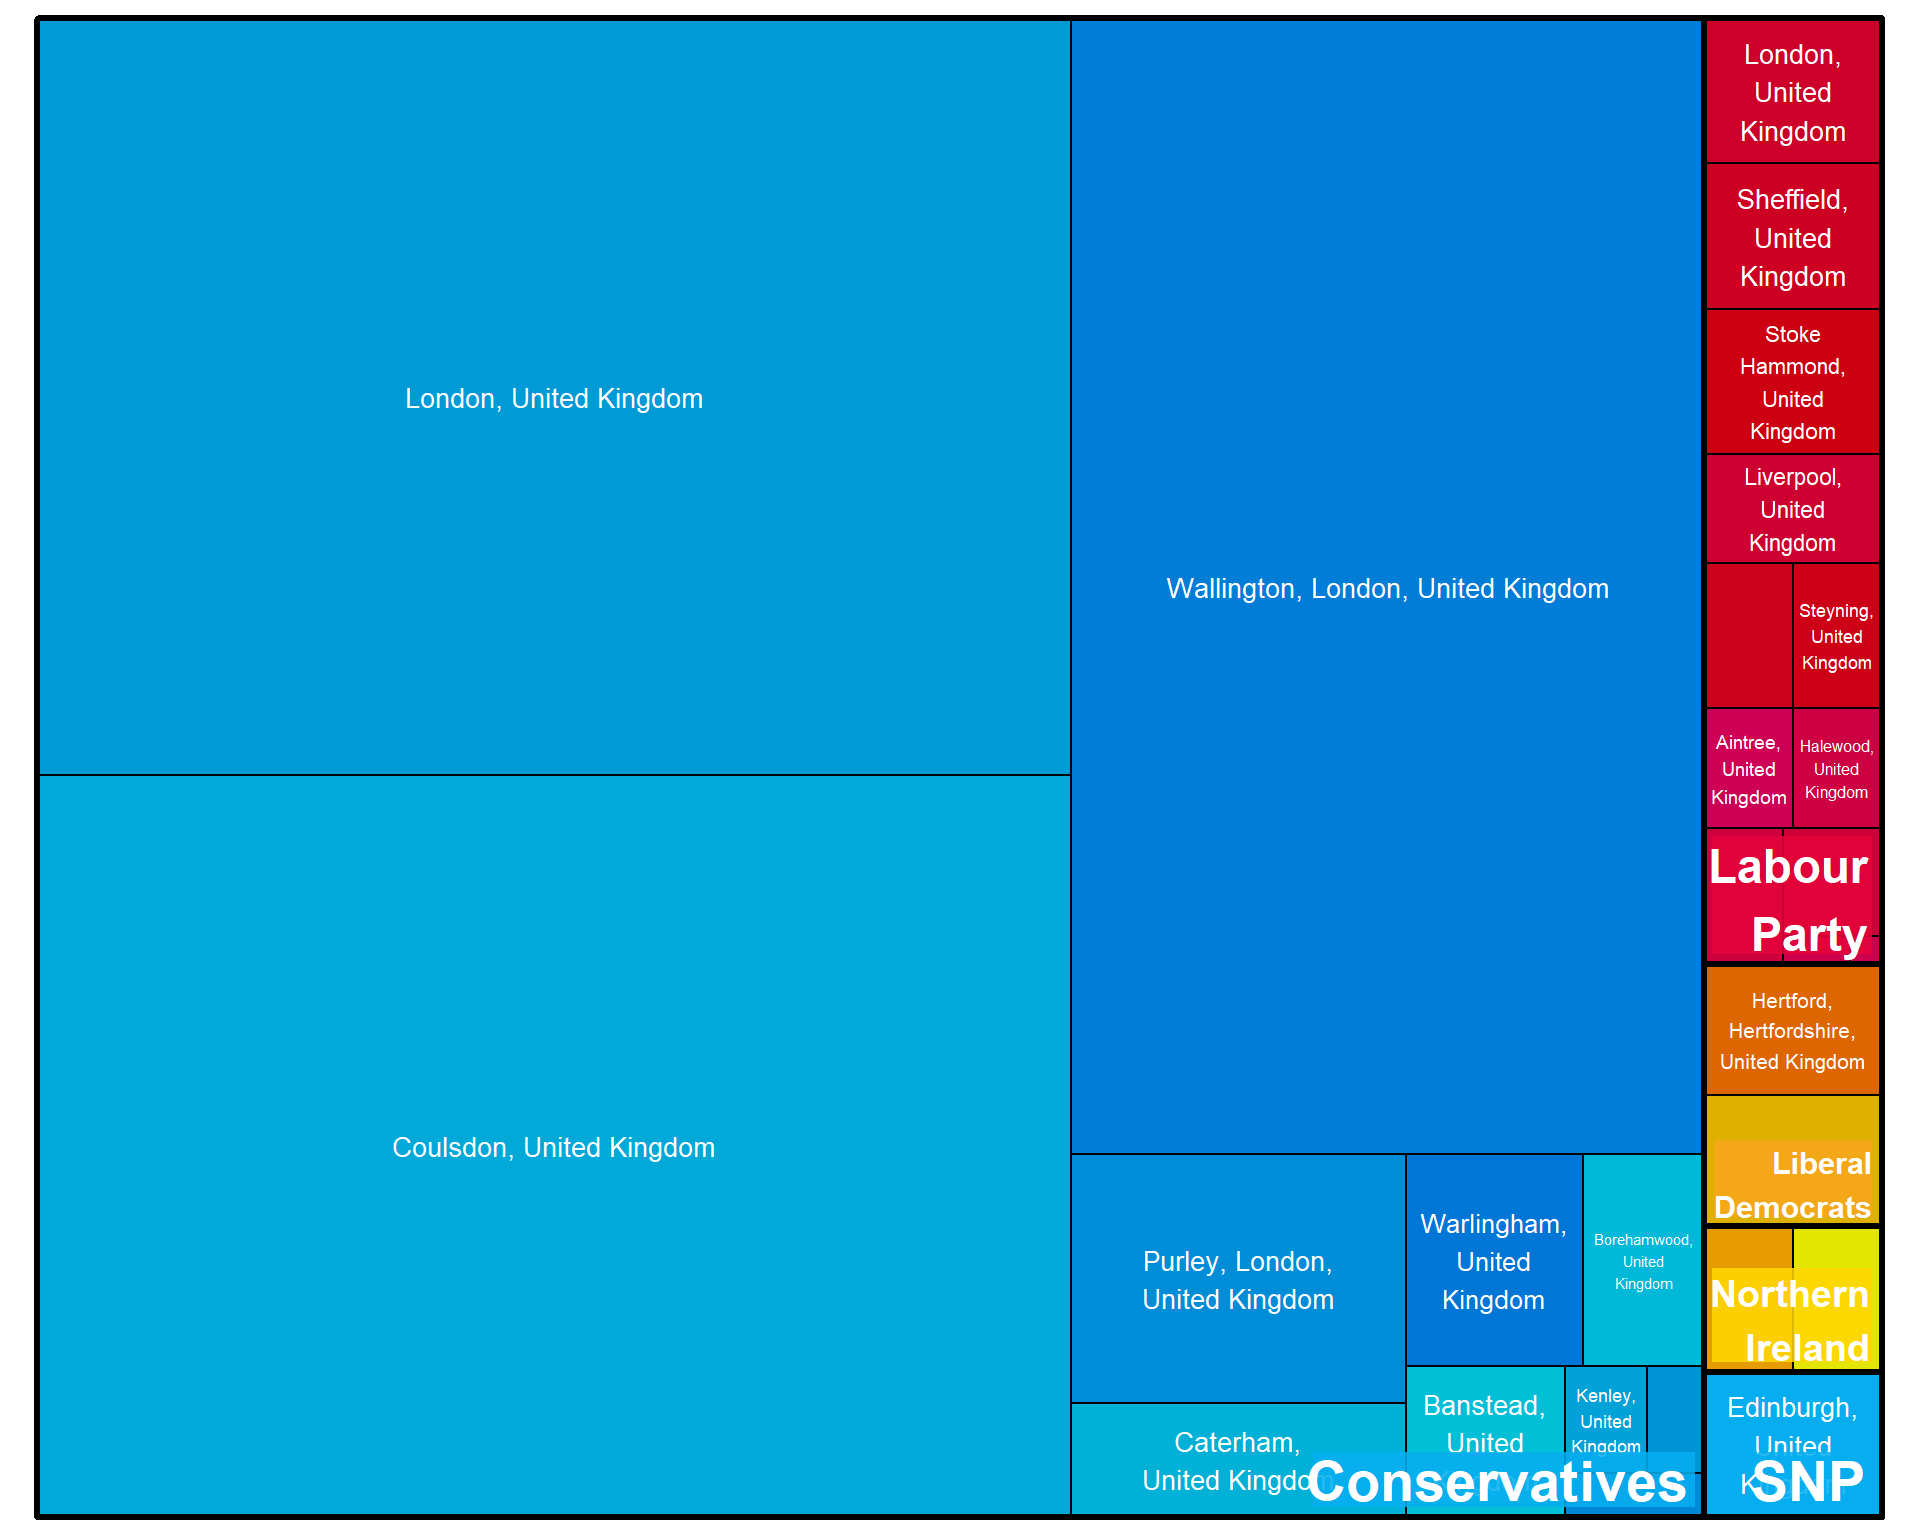 London, United Kingdom
Coulsdon, United Kingdom
Wallington, London, United Kingdom
Purley, London,
United Kingdom
Caterham,
United Kingdom
Warlingham,
United
Kingdom
Borehamwood,
United
Kingdom
Banstead,
United
Kenley,
United
Kingdom
Conservatives
London,
United
Kingdom
Sheffield,
United
Kingdom
Stoke
Hammond,
United
Kingdom
Liverpool,
United
Kingdom
Steyning,
United
Kingdom
Aintree,
United
Kingdom
Halewood,
United
Kingdom
Labour
Party
Hertford,
Hertfordshire,
United Kingdom
Liberal
Democrats
Northern
Ireland
Edinburgh,
United
SNP